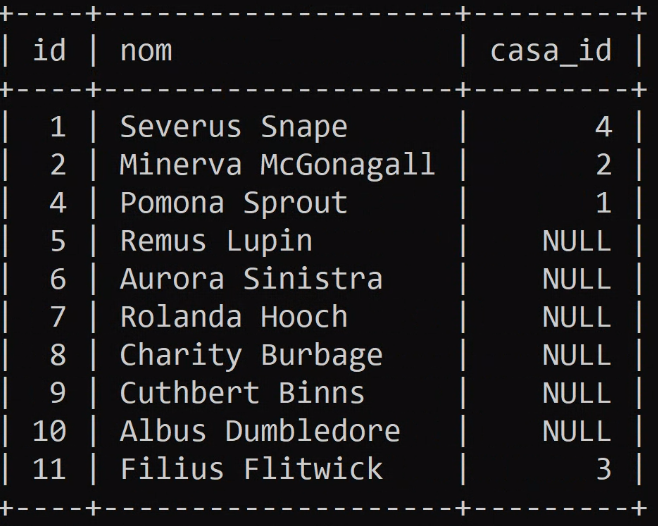 +----+--------------------+---------+
| id | nom                | casa_id |
+----+--------------------+---------+
|  1 | Severus Snape      |       4 |
|  2 | Minerva McGonagall |       2 |
|  4 | Pomona Sprout      |       1 |
|  5 | Remus Lupin        |    NULL |
|  6 | Aurora Sinistra    |    NULL |
|  7 | Rolanda Hooch      |    NULL |
|  8 | Charity Burbage    |    NULL |
|  9 | Cuthbert Binns     |    NULL |
| 10 | Albus Dumbledore   |    NULL |
| 11 | Filius Flitwick    |       3 |
+----+--------------------+---------+